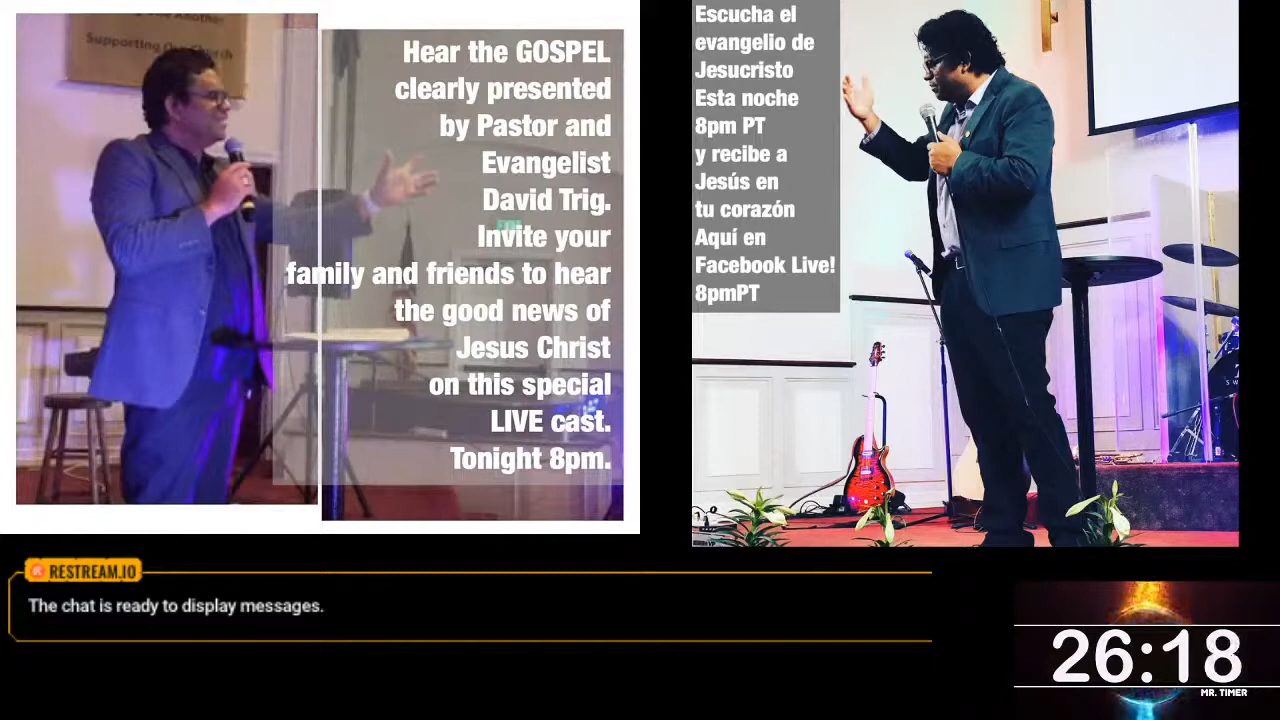 Supporting Our Church
Hear the GOSPEL
clearly presented
by Pastor and
Evangelist
David Trig.
Invite your
family and friends to hear
the good news of
Jesus Christ
on this special
LIVE cast.
Tonight 8pm.
Escucha el
evangelio de
Jesucristo
Esta noche
8pm PT
y recibe a
Jesús en
tu corazón
Aquí en
Facebook Live!
8pmPT
RESTREAM.IO
The chat is ready to display messages.
26:18
MR. TIMER